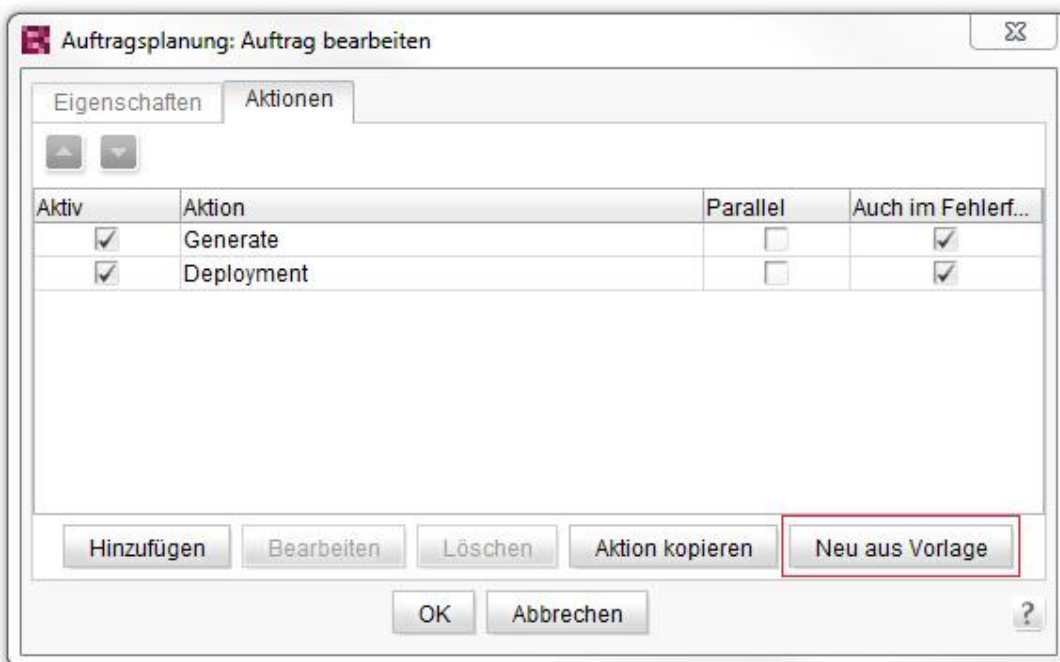 Auftragsplanung: Auftrag bearbeiten
Eigenschaften Aktionen
Aktiv Aktion Parallel Auch im Fehlerf...
Generate
Deployment
Hinzufügen Bearbeiten Löschen Aktion kopieren Neu aus Vorlage
OK Abbrechen ?